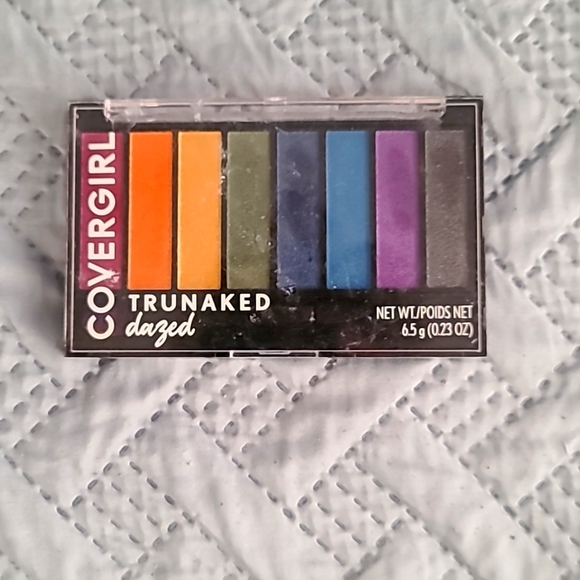 COVERGIRL
TRUNAKED
dazed
NET WT./POIDS NET
6.5 g (0.23 OZ)